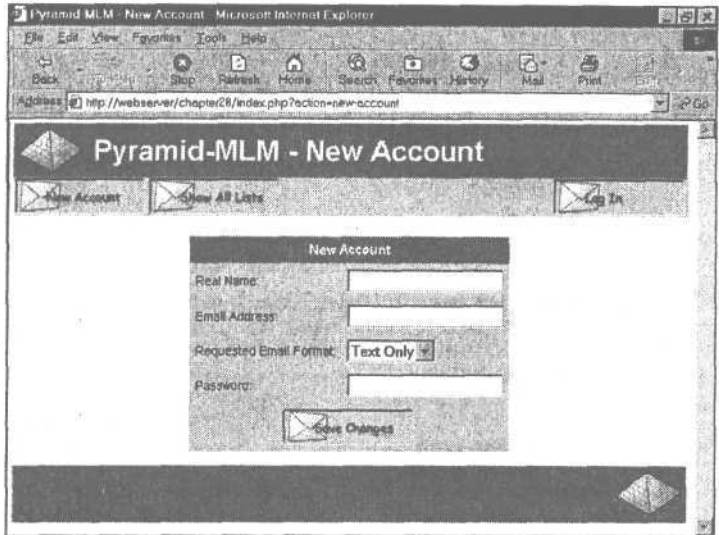 Pyramid MLM - New Account - Microsoft Internet Explorer
File Edit View Favorites Tools Help
Back Stop Refresh Home Search Favorites History Mail Print Edit
Address http://webserver/chapter28/index.php?action=new-account Go
Pyramid-MLM - New Account
New Account Show All Lists Log In
New Account
Real Name:
Email Address:
Requested Email Format: Text Only
Password:
Save Changes